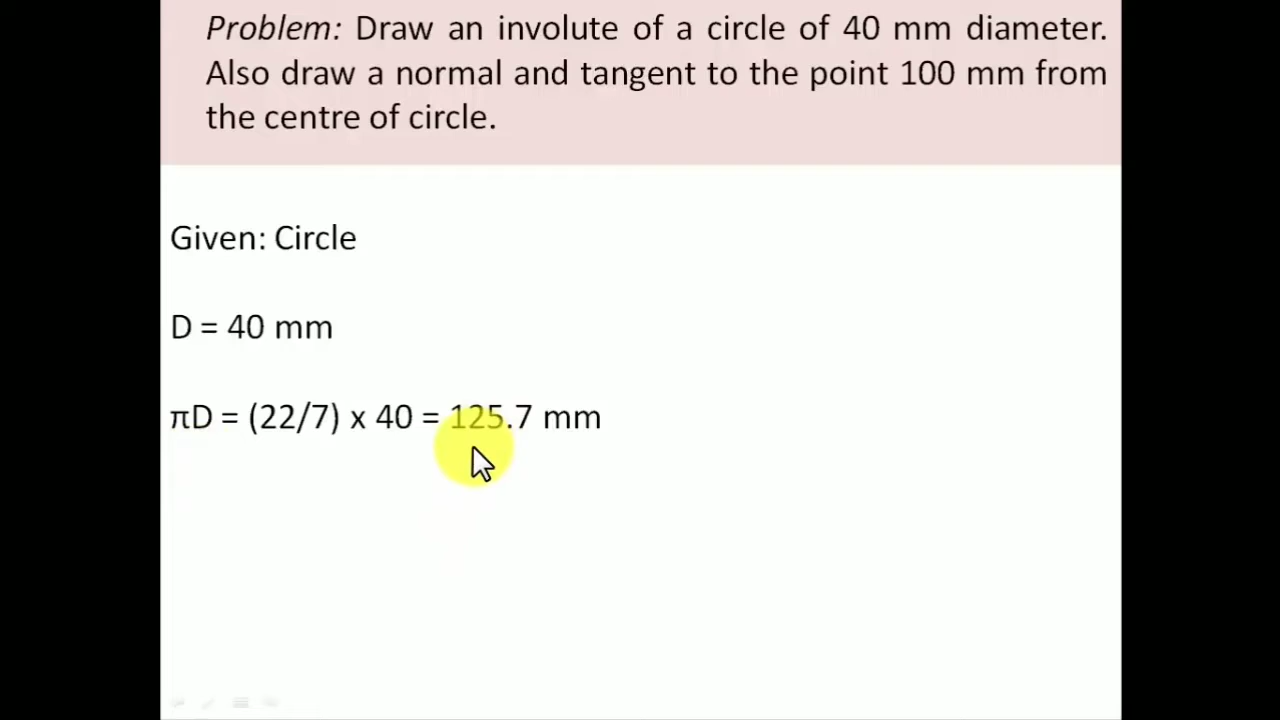 Problem: Draw an involute of a circle of 40 mm diameter.
Also draw a normal and tangent to the point 100 mm from
the centre of circle.
Given: Circle
D = 40 mm
πD = (22/7) x 40 = 125.7 mm